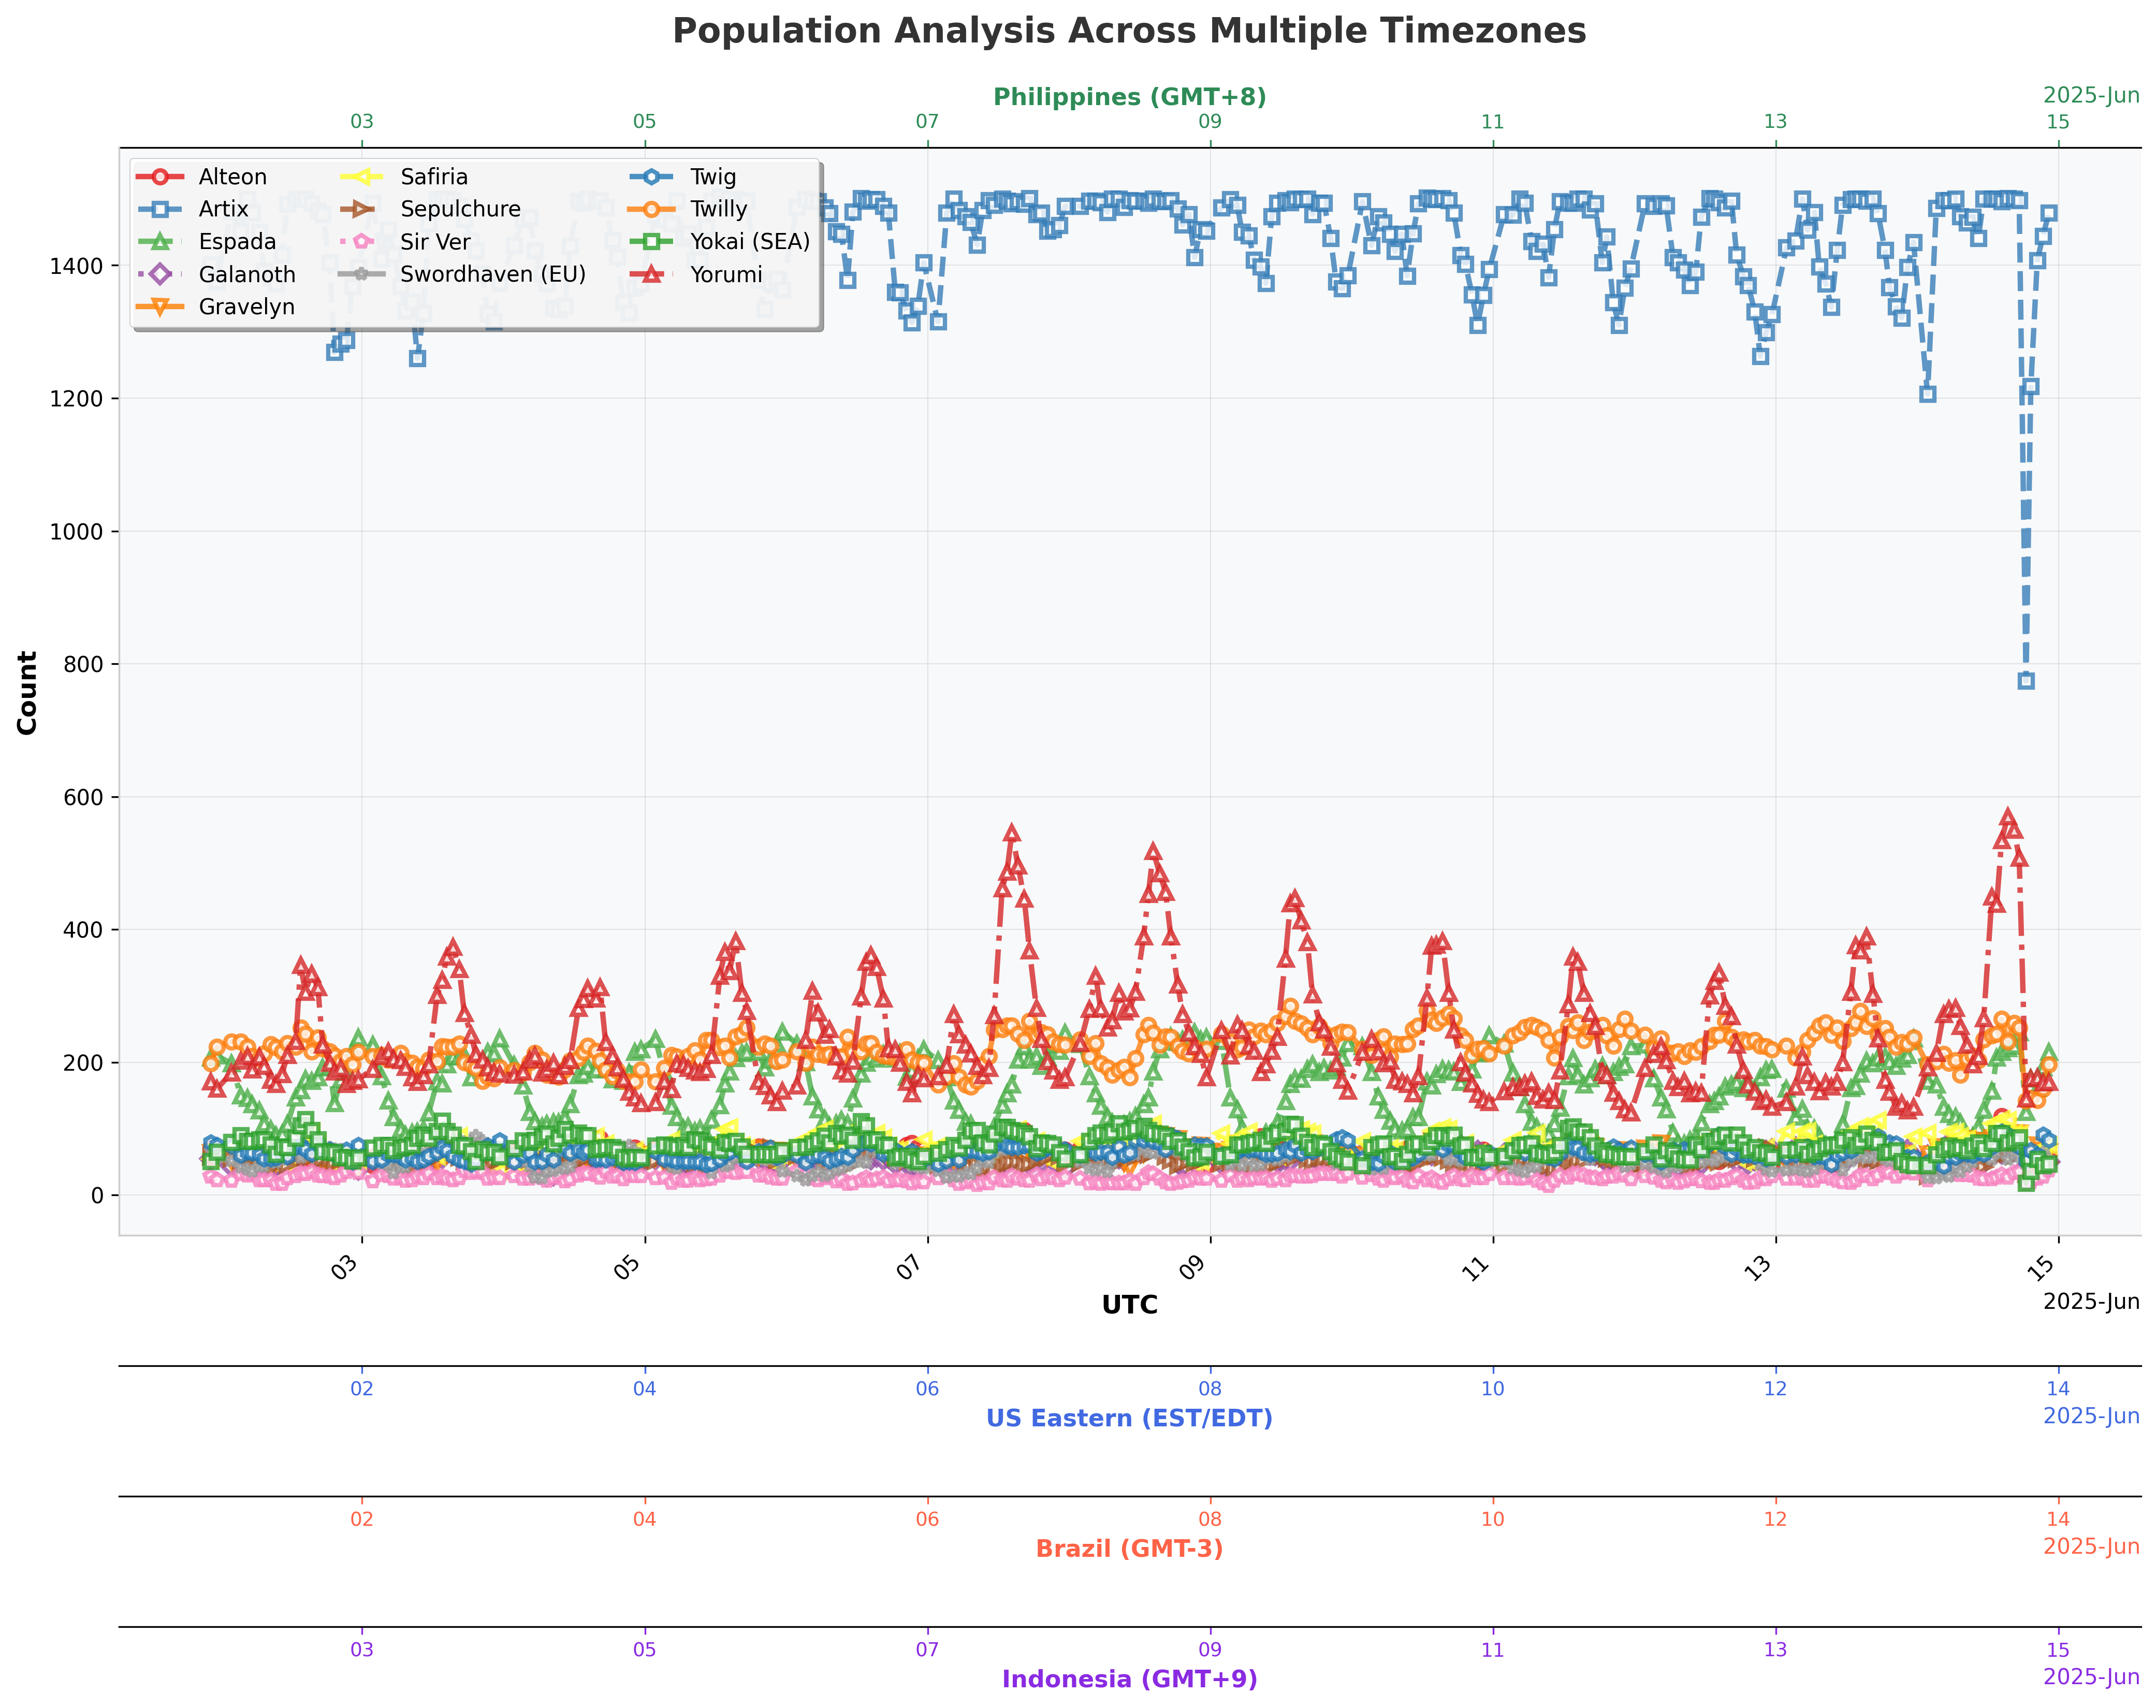 Population Analysis Across Multiple Timezones
Philippines (GMT+8)
2025-Jun
03 05 07 09 11 13 15
Alteon Safiria Twig
Artix Sepulchure Twilly
Espada Sir Ver Yokai (SEA)
Galanoth Swordhaven (EU) Yorumi
Gravelyn
Count
1400
1200
1000
800
600
400
200
0
03 05 07 09 11 13 15
UTC
2025-Jun
02 04 06 08 10 12 14
US Eastern (EST/EDT)
2025-Jun
02 04 06 08 10 12 14
Brazil (GMT-3)
2025-Jun
03 05 07 09 11 13 15
Indonesia (GMT+9)
2025-Jun